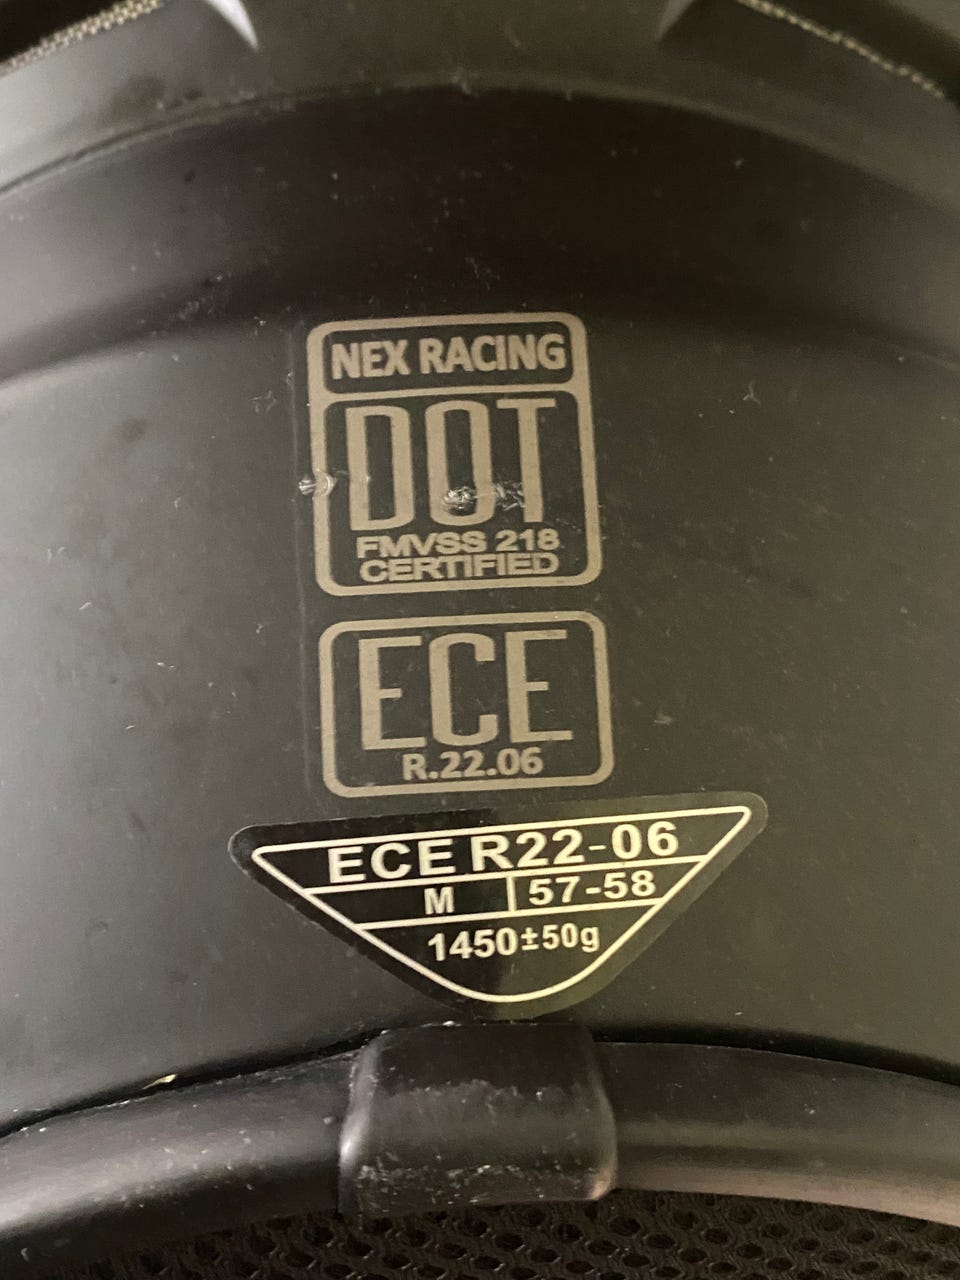 NEX RACING
DOT
FMVSS 218
CERTIFIED
ECE
R.22.06
ECE R22-06
M 57-58
1450±50g